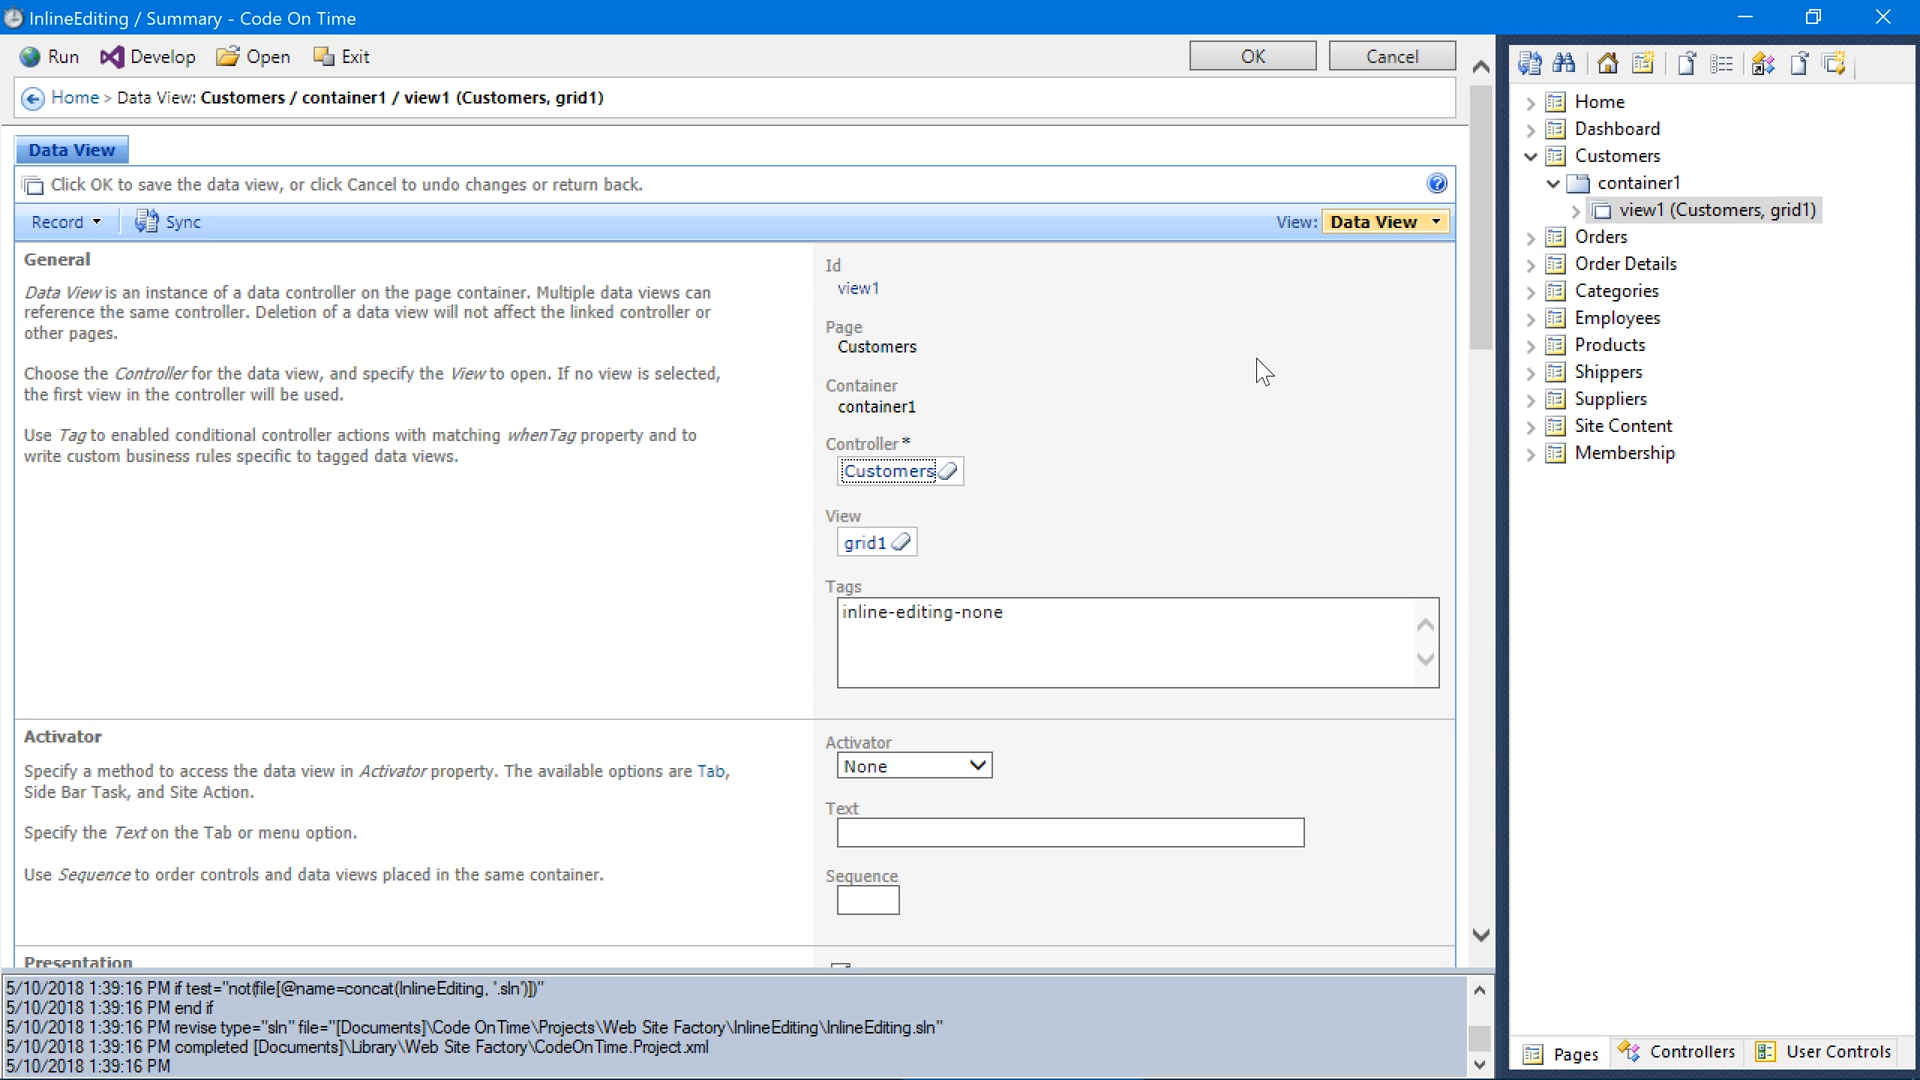 InlineEditing / Summary - Code On Time
Run Develop Open Exit
OK Cancel
Home > Data View: Customers / container1 / view1 (Customers, grid1)
Data View
Click OK to save the data view, or click Cancel to undo changes or return back.
Record Sync
View: Data View
General
Data View is an instance of a data controller on the page container. Multiple data views can
reference the same controller. Deletion of a data view will not affect the linked controller or
other pages.
Choose the Controller for the data view, and specify the View to open. If no view is selected,
the first view in the controller will be used.
Use Tag to enabled conditional controller actions with matching whenTag property and to
write custom business rules specific to tagged data views.
Id
view1
Page
Customers
Container
container1
Controller *
Customers
View
grid1
Tags
inline-editing-none
Activator
Specify a method to access the data view in Activator property. The available options are Tab,
Side Bar Task, and Site Action.
Specify the Text on the Tab or menu option.
Use Sequence to order controls and data views placed in the same container.
Activator
None
Text
Sequence
Presentation
5/10/2018 1:39:16 PM if test="not(file[@name=concat(InlineEditing, '.sln')])"
5/10/2018 1:39:16 PM end if
5/10/2018 1:39:16 PM revise type="sln" file="[Documents]\Code OnTime\Projects\Web Site Factory\InlineEditing\InlineEditing.sln"
5/10/2018 1:39:16 PM completed [Documents]\Library\Web Site Factory\CodeOnTime.Project.xml
5/10/2018 1:39:16 PM
Home
Dashboard
Customers
container1
view1 (Customers, grid1)
Orders
Order Details
Categories
Employees
Products
Shippers
Suppliers
Site Content
Membership
Pages Controllers User Controls